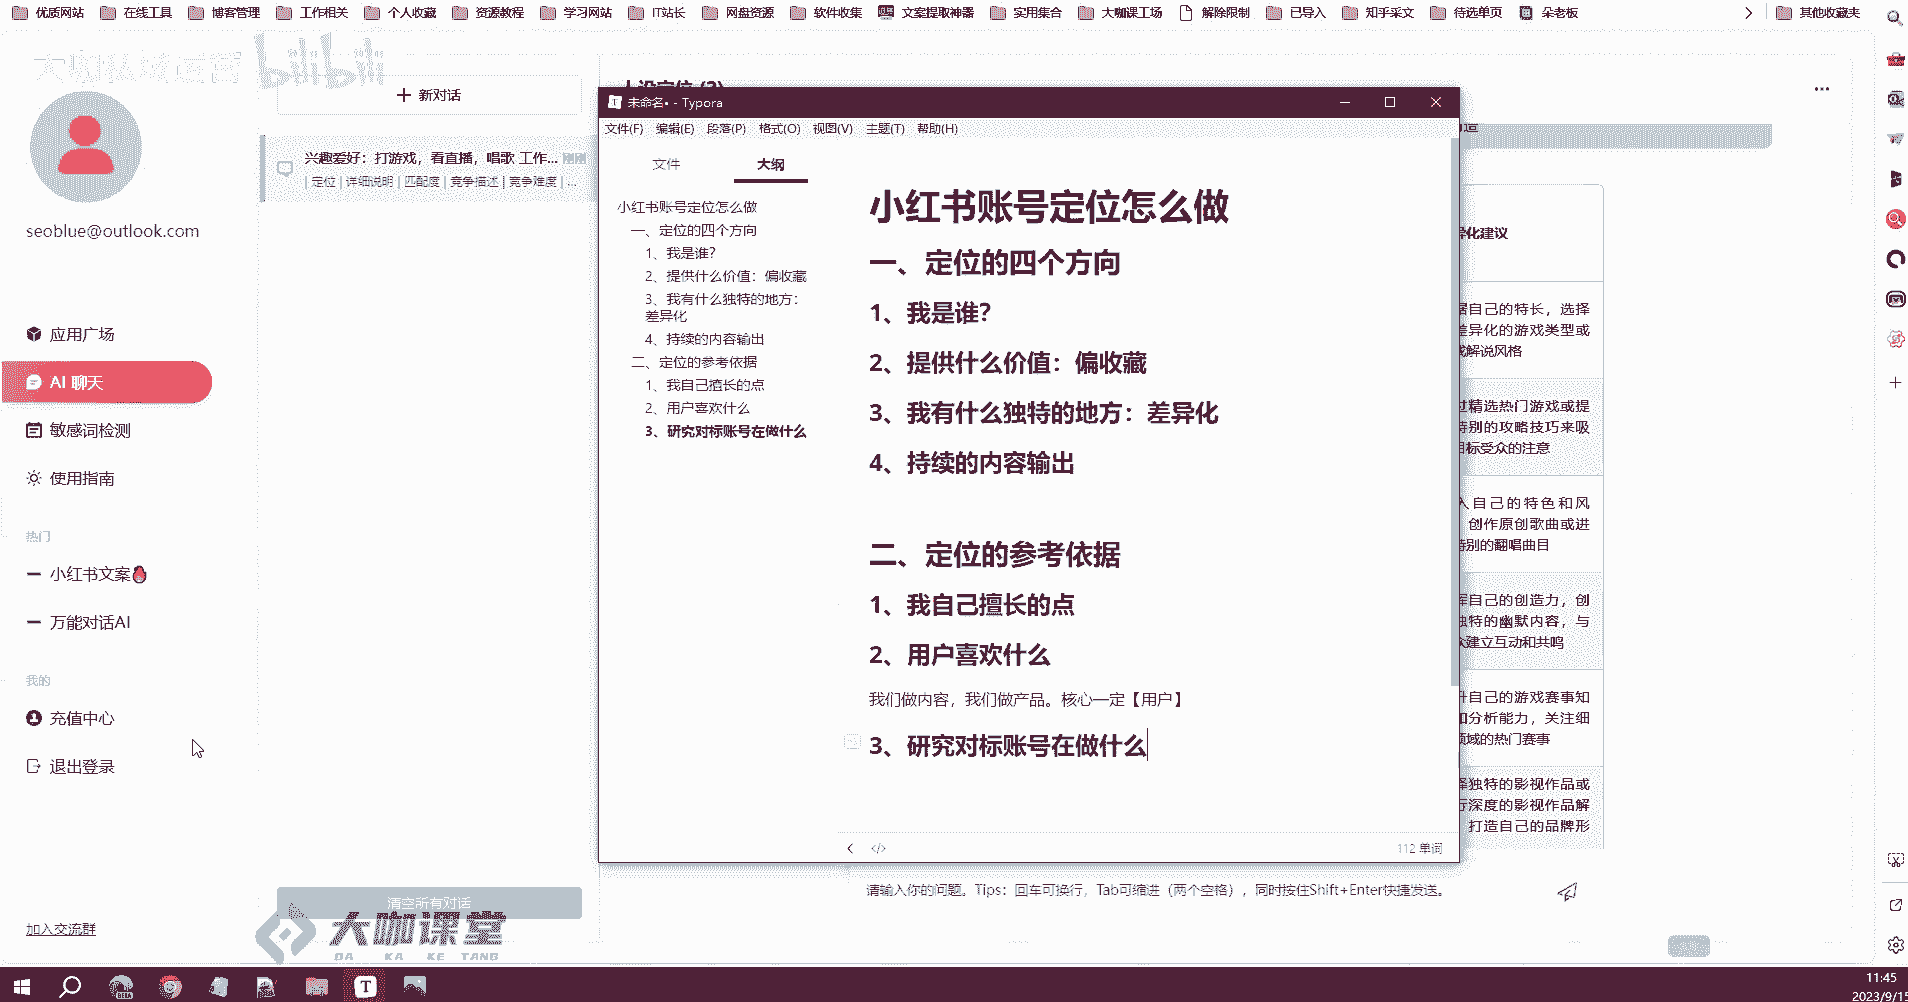 优质网站 在线工具 博客管理 工作相关 个人收藏 资源教程 学习网站 IT站长 网盘资源 软件收集 文案提取神器 实用集合 大咖课工场 解除限制 已导入 知乎采文 待选单页 朵老板 其他收藏夹
大咖私域运营 bilibili
+ 新对话
兴趣爱好：打游戏，看直播，唱歌 工作... 刚刚
| 定位 | 详细说明 | 匹配度 | 竞争描述 | 竞争难度 | ...
seoblue@outlook.com
应用广场
AI 聊天
敏感词检测
使用指南
热门
小红书文案
万能对话AI
我的
充值中心
退出登录
加入交流群
清空所有对话
大咖课堂
DA KA KE TANG
未命名• - Typora
文件(F) 编辑(E) 段落(P) 格式(O) 视图(V) 主题(T) 帮助(H)
文件 大纲
小红书账号定位怎么做
一、定位的四个方向
1、我是谁？
2、提供什么价值：偏收藏
3、我有什么独特的地方：
差异化
4、持续的内容输出
二、定位的参考依据
1、我自己擅长的点
2、用户喜欢什么
3、研究对标账号在做什么
小红书账号定位怎么做
一、定位的四个方向
1、我是谁？
2、提供什么价值：偏收藏
3、我有什么独特的地方：差异化
4、持续的内容输出
二、定位的参考依据
1、我自己擅长的点
2、用户喜欢什么
我们做内容，我们做产品。核心一定【用户】
3、研究对标账号在做什么
112 单词
化建议
自己的特长，选择
差异化的游戏类型或
解说风格
精选热门游戏或提
特别的攻略技巧来吸
目标受众的注意
入自己的特色和风
创作原创歌曲或进
特别的翻唱曲目
挥自己的创造力，创
独特的幽默内容，与
众建立互动和共鸣
升自己的游戏赛事知
和分析能力，关注细
领域的热门赛事
择独特的影视作品或
行深度的影视作品解
打造自己的品牌形
请输入你的问题。Tips：回车可换行，Tab可缩进（两个空格），同时按住Shift+Enter快捷发送。
11:45
2023/9/15